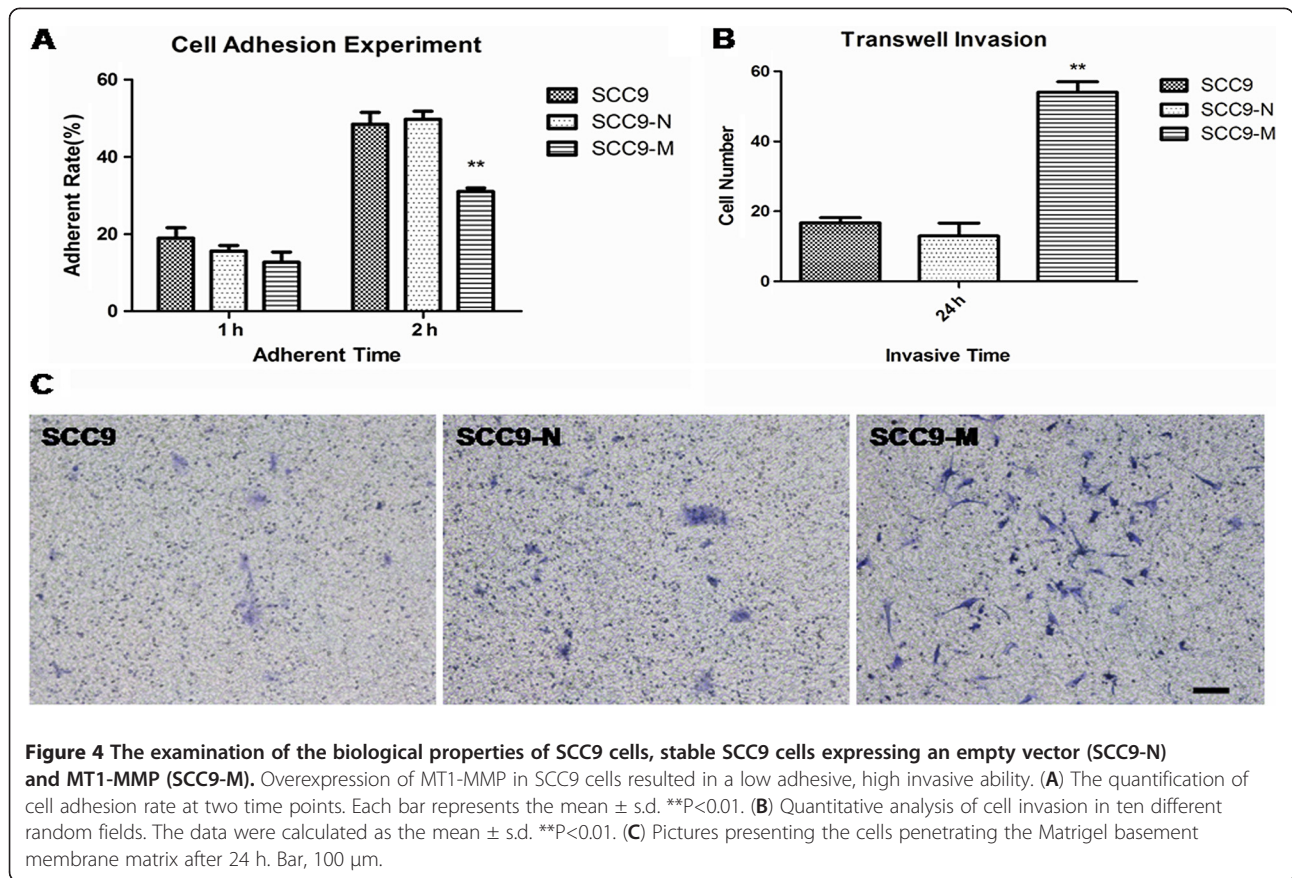 A
Cell Adhesion Experiment
60
40
20
0
Adherent Rate(%)
**
1 h
2 h
Adherent Time
SCC9
SCC9-N
SCC9-M
B
Transwell Invasion
60
40
20
0
Cell Number
**
24 h
Invasive Time
SCC9
SCC9-N
SCC9-M
C
SCC9
SCC9-N
SCC9-M
Figure 4 The examination of the biological properties of SCC9 cells, stable SCC9 cells expressing an empty vector (SCC9-N)
and MT1-MMP (SCC9-M). Overexpression of MT1-MMP in SCC9 cells resulted in a low adhesive, high invasive ability. (A) The quantification of
cell adhesion rate at two time points. Each bar represents the mean ± s.d. **P<0.01. (B) Quantitative analysis of cell invasion in ten different
random fields. The data were calculated as the mean ± s.d. **P<0.01. (C) Pictures presenting the cells penetrating the Matrigel basement
membrane matrix after 24 h. Bar, 100 μm.